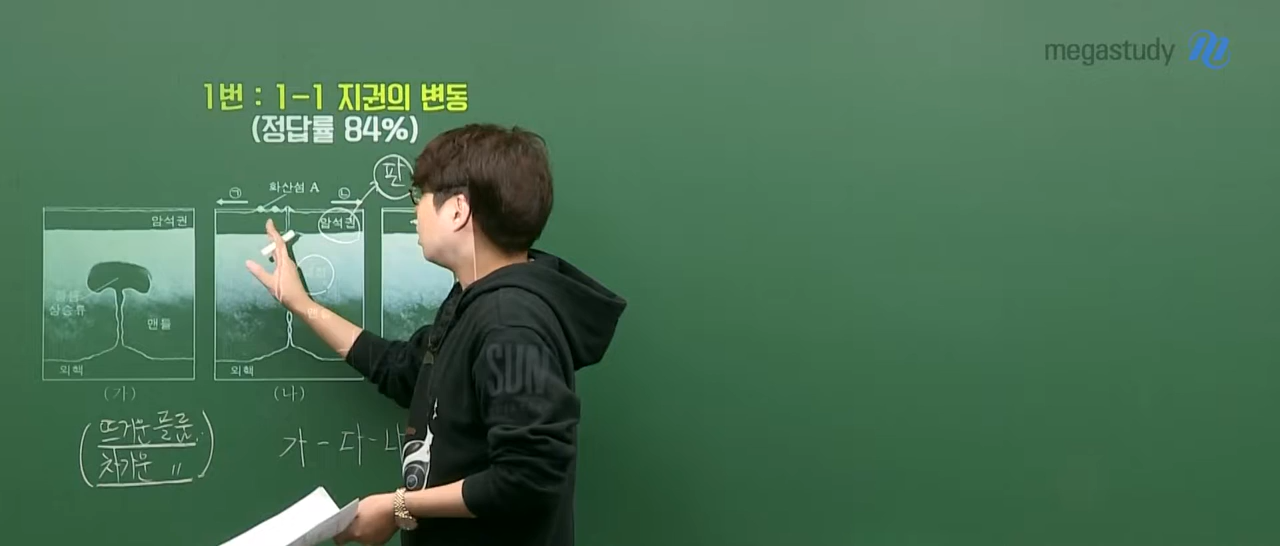 megastudy
1번 : 1-1 지권의 변동
(정답률 84%)
판
㉠ 화산섬 A ㉡
암석권 암석권
상승류 맨틀
외핵 외핵
(가) (나)
뜨거운 플룸
차가운 〃
가 - 다 - 나
SUN